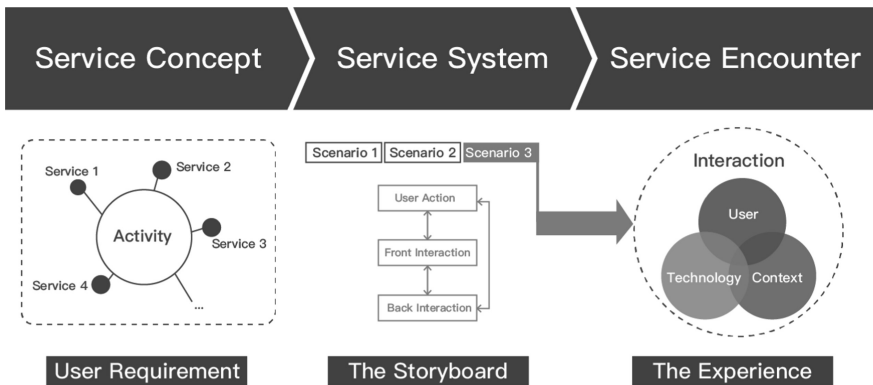 Service Concept
Service System
Service Encounter
Service 1
Service 2
Activity
Service 3
Service 4
...
Scenario 1
Scenario 2
Scenario 3
User Action
Front Interaction
Back Interaction
Interaction
User
Technology
Context
User Requirement
The Storyboard
The Experience